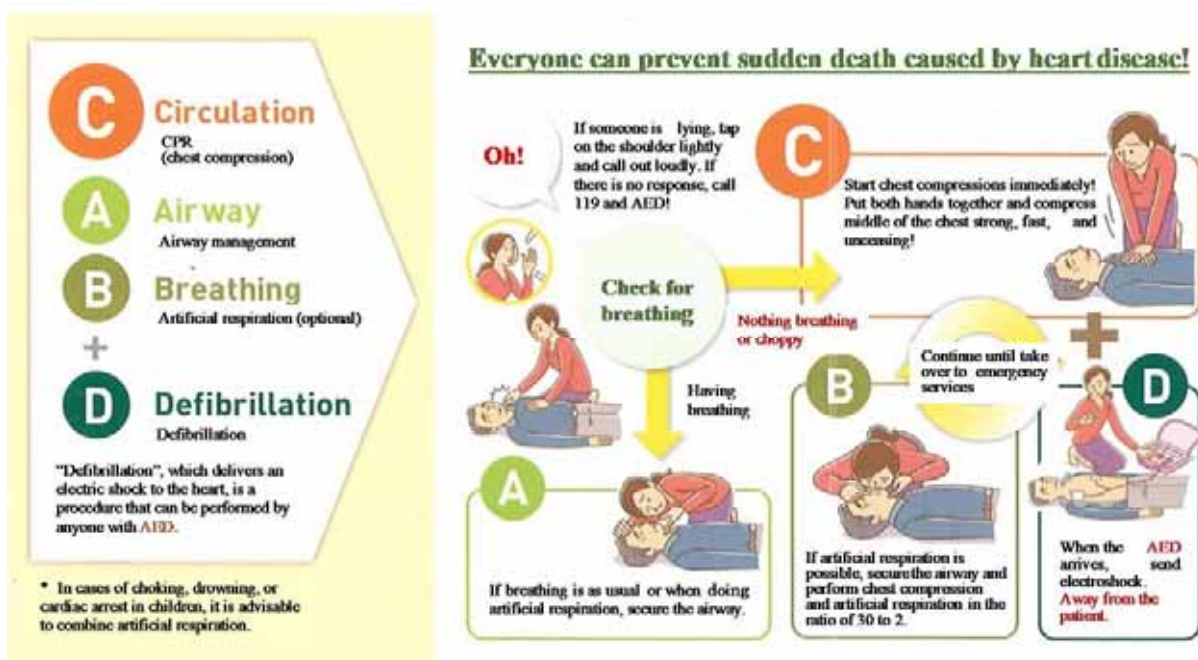 C Circulation
CPR
(chest compression)
A Airway
Airway management
B Breathing
Artificial respiration (optional)
+
D Defibrillation
Defibrillation
"Defibrillation", which delivers an
electric shock to the heart, is a
procedure that can be performed by
anyone with AED.
* In cases of choking, drowning, or
cardiac arrest in children, it is advisable
to combine artificial respiration.
Everyone can prevent sudden death caused by heart disease!
Oh!
If someone is lying, tap
on the shoulder lightly
and call out loudly. If
there is no response, call
119 and AED!
Check for
breathing
Nothing breathing
or choppy
Having
breathing
C
Start chest compressions immediately!
Put both hands together and compress
middle of the chest strong, fast, and
unceasing!
+
Continue until take
over to emergency
services
A
If breathing is as usual or when doing
artificial respiration, secure the airway.
B
If artificial respiration is
possible, secure the airway and
perform chest compression
and artificial respiration in the
ratio of 30 to 2.
D
When the AED
arrives, send
electroshock.
Away from the
patient.